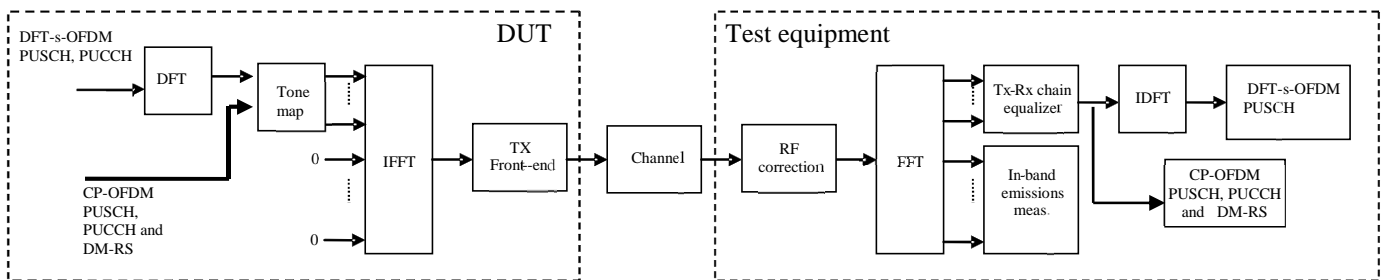 DUT
Test equipment
DFT-s-OFDM
PUSCH, PUCCH
DFT
Tone
map
0
0
IFFT
CP-OFDM
PUSCH,
PUCCH and
DM-RS
TX
Front-end
Channel
RF
correction
FFT
Tx-Rx chain
equalizer
IDFT
DFT-s-OFDM
PUSCH
In-band
emissions
meas.
CP-OFDM
PUSCH, PUCCH
and DM-RS